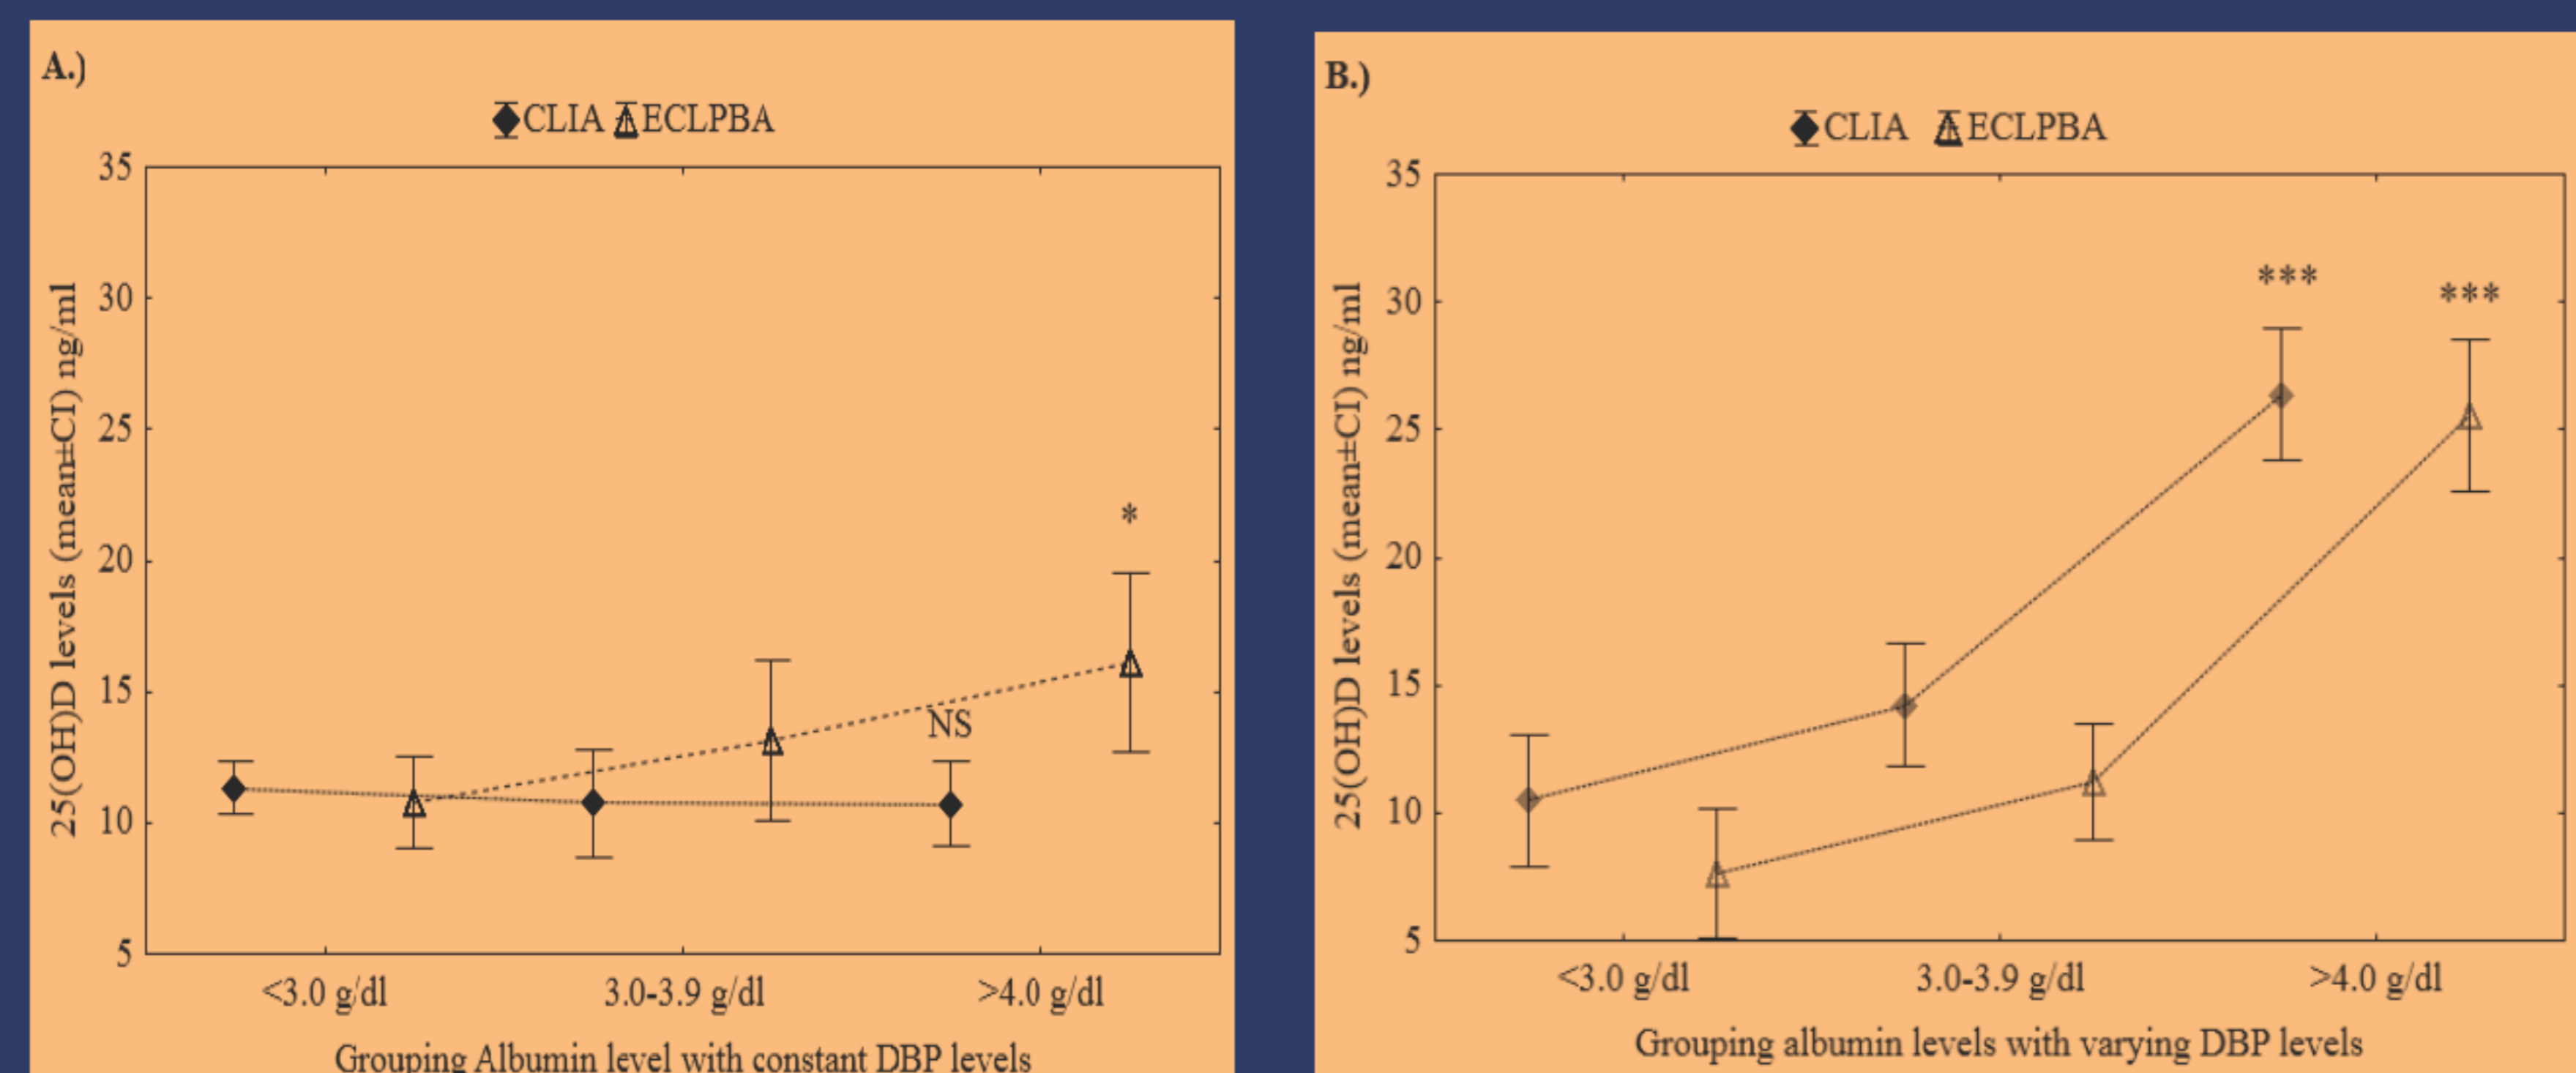 A.)
CLIA ECLPBA
35
30
25
20
15
10
5
25(OH)D levels (mean±CI) ng/ml
*
NS
<3.0 g/dl 3.0-3.9 g/dl >4.0 g/dl
Grouping Albumin level with constant DBP levels
B.)
CLIA ECLPBA
35
30
25
20
15
10
5
25(OH)D levels (mean±CI) ng/ml
***
***
<3.0 g/dl 3.0-3.9 g/dl >4.0 g/dl
Grouping albumin levels with varying DBP levels